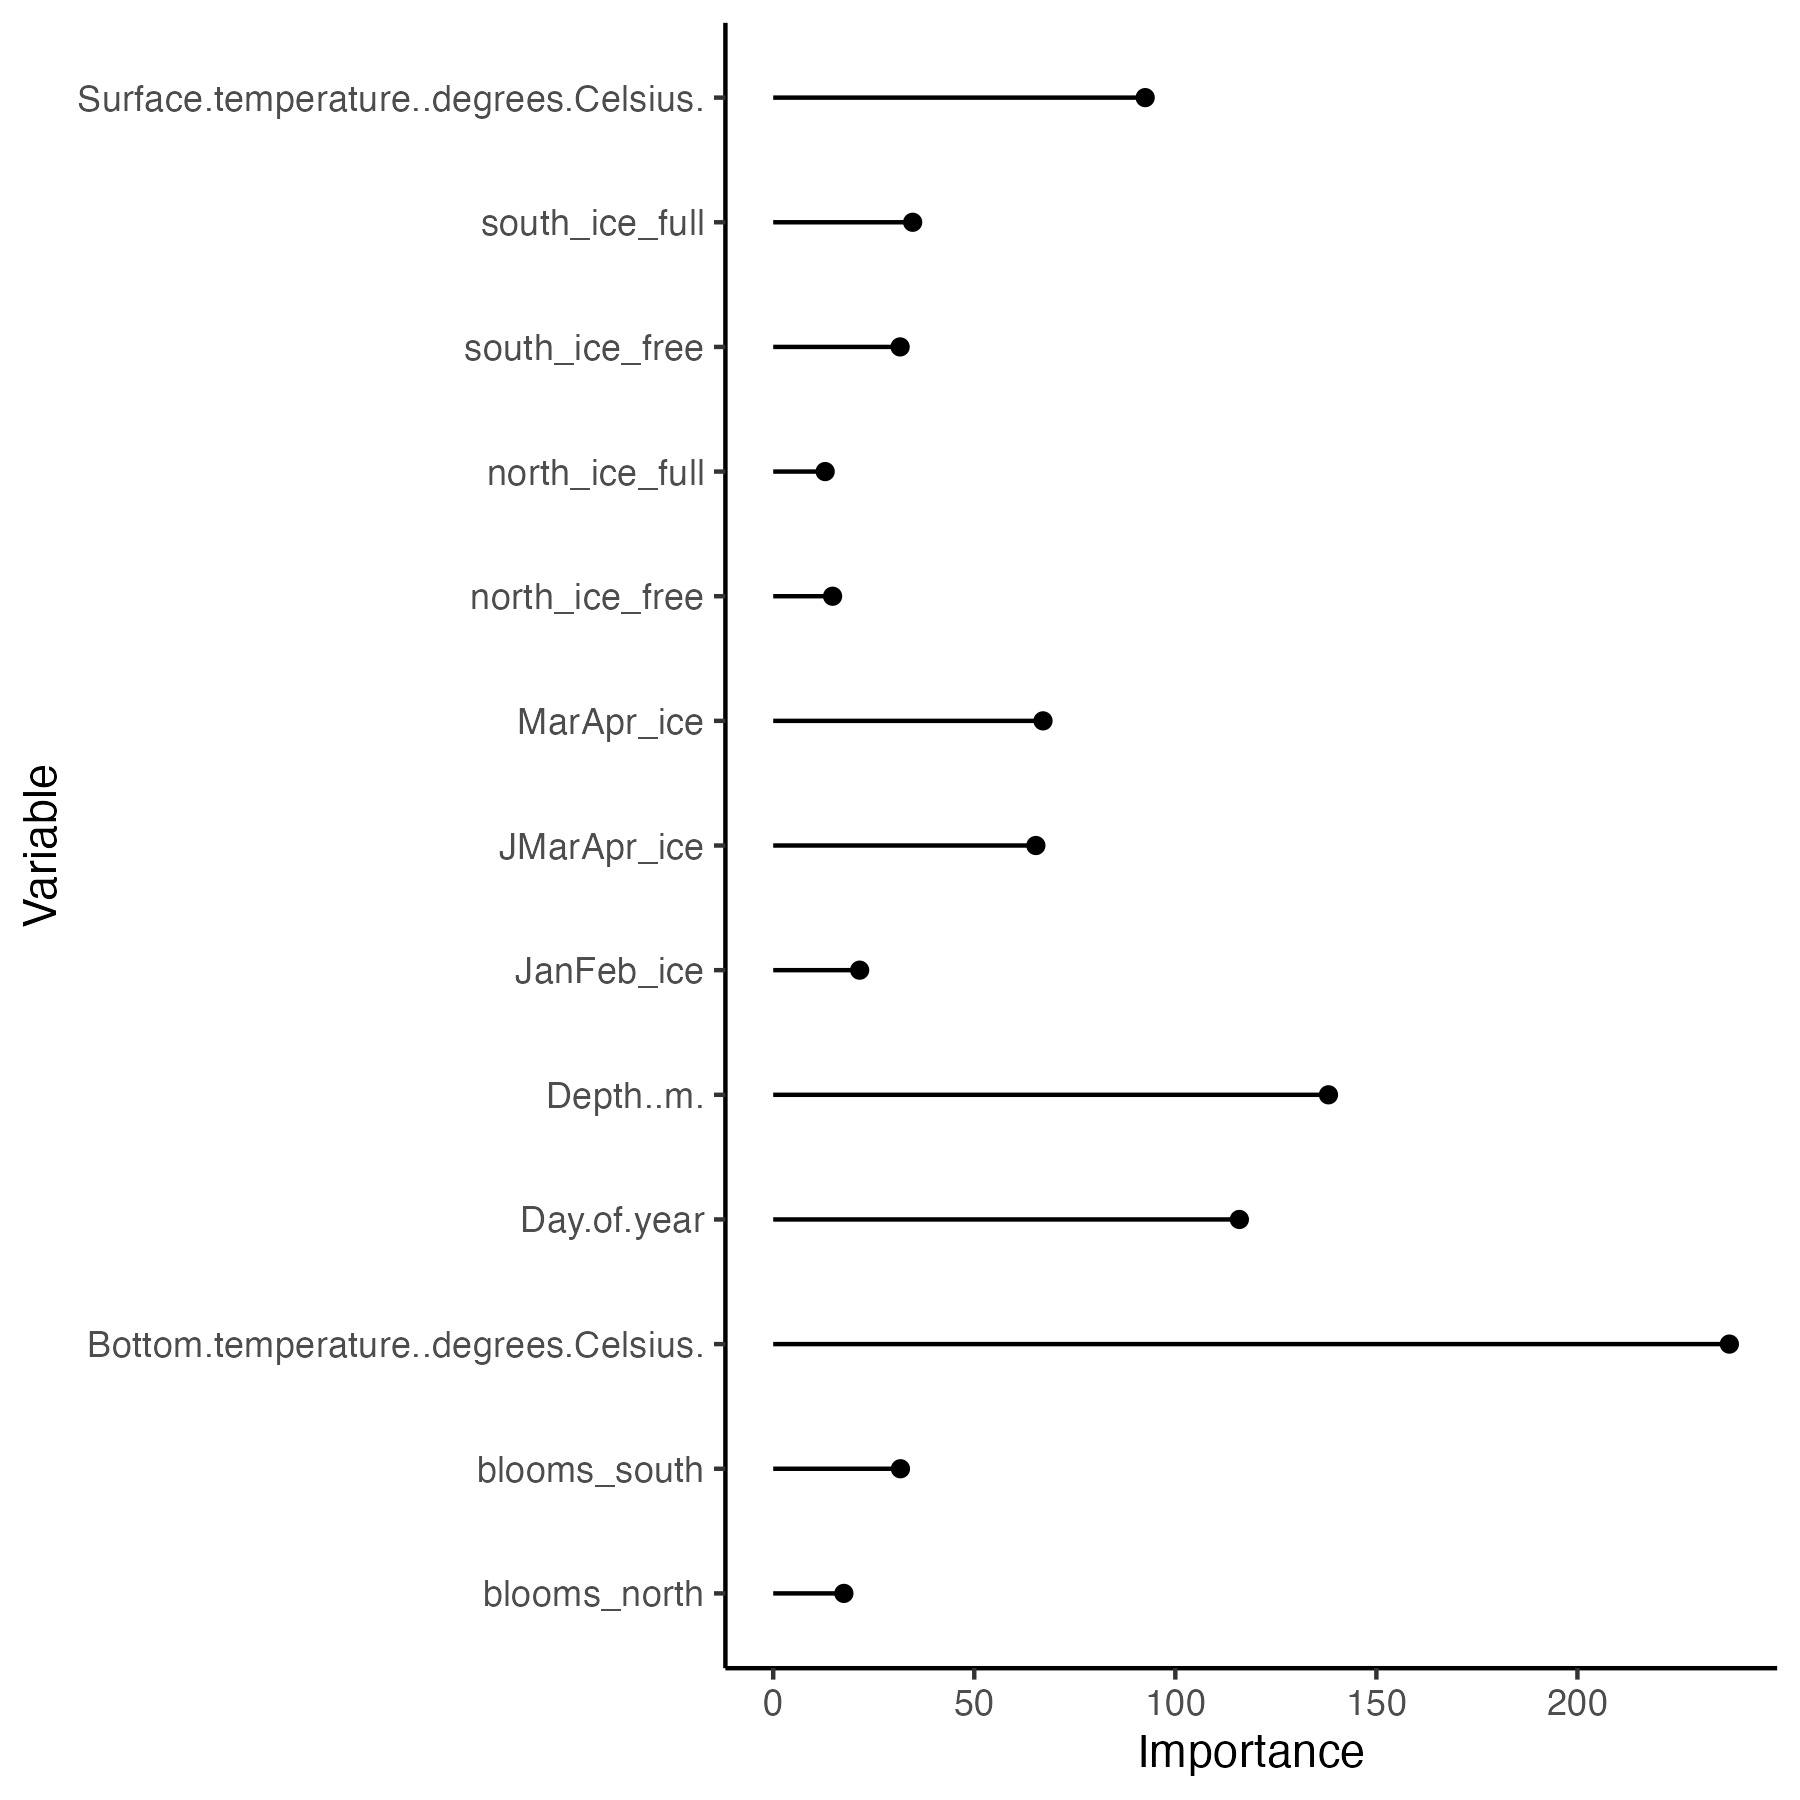 Surface.temperature..degrees.Celsius.
south_ice_full
south_ice_free
north_ice_full
north_ice_free
MarApr_ice
JMarApr_ice
JanFeb_ice
Depth..m.
Day.of.year
Bottom.temperature..degrees.Celsius.
blooms_south
blooms_north
Variable
0 50 100 150 200
Importance